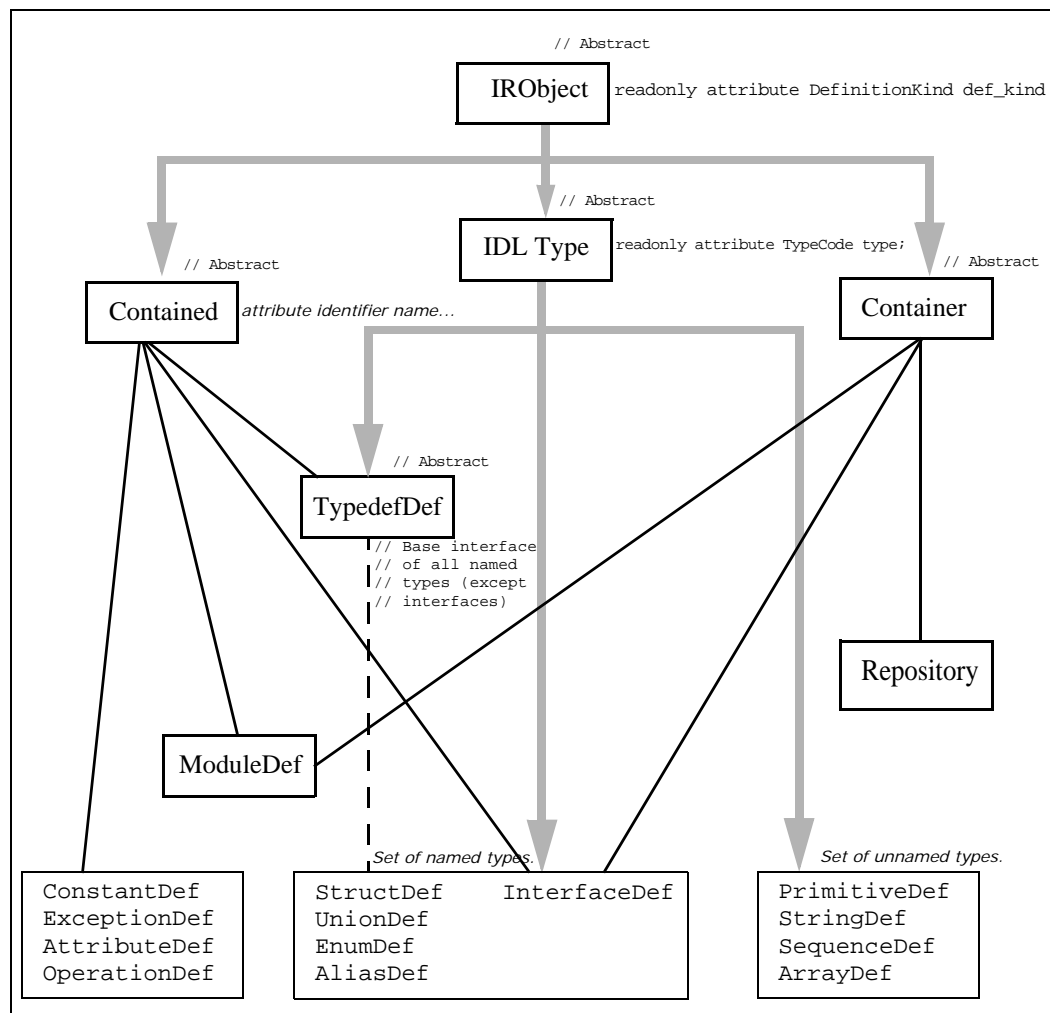 // Abstract
IRObject
readonly attribute DefinitionKind def_kind
// Abstract
IDL Type
readonly attribute TypeCode type;
// Abstract
Contained
attribute identifier name...
// Abstract
Container
// Abstract
TypedefDef
// Base interface
// of all named
// types (except
// interfaces)
Repository
ModuleDef
Set of named types.
Set of unnamed types.
ConstantDef
ExceptionDef
AttributeDef
OperationDef
StructDef
UnionDef
EnumDef
AliasDef
InterfaceDef
PrimitiveDef
StringDef
SequenceDef
ArrayDef